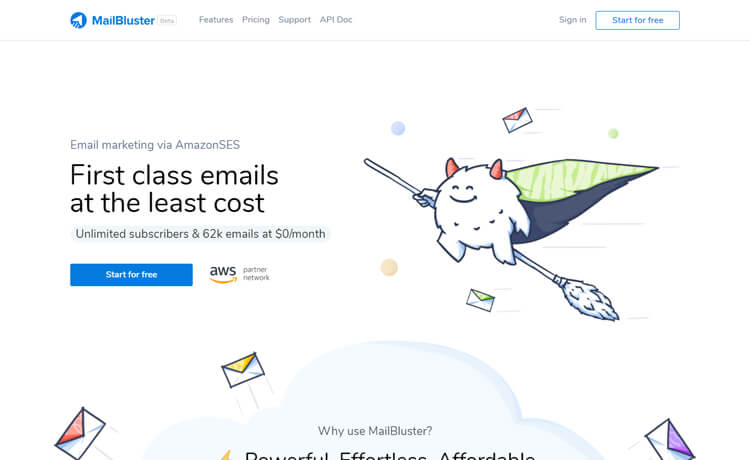 MailBluster Beta
Features Pricing Support API Doc
Sign in Start for free
Email marketing via AmazonSES
First class emails
at the least cost
Unlimited subscribers & 62k emails at $0/month
Start for free
aws partner
network
Why use MailBluster?
Powerful, Effortless, Affordable